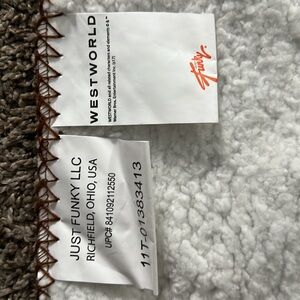 WESTWORLD
WESTWORLD and all related characters and elements © & ™
Warner Bros. Entertainment Inc. (s17)
Funky.
JUST FUNKY LLC
RICHFIELD, OHIO, USA
UPC# 841092112550
11T-01383413